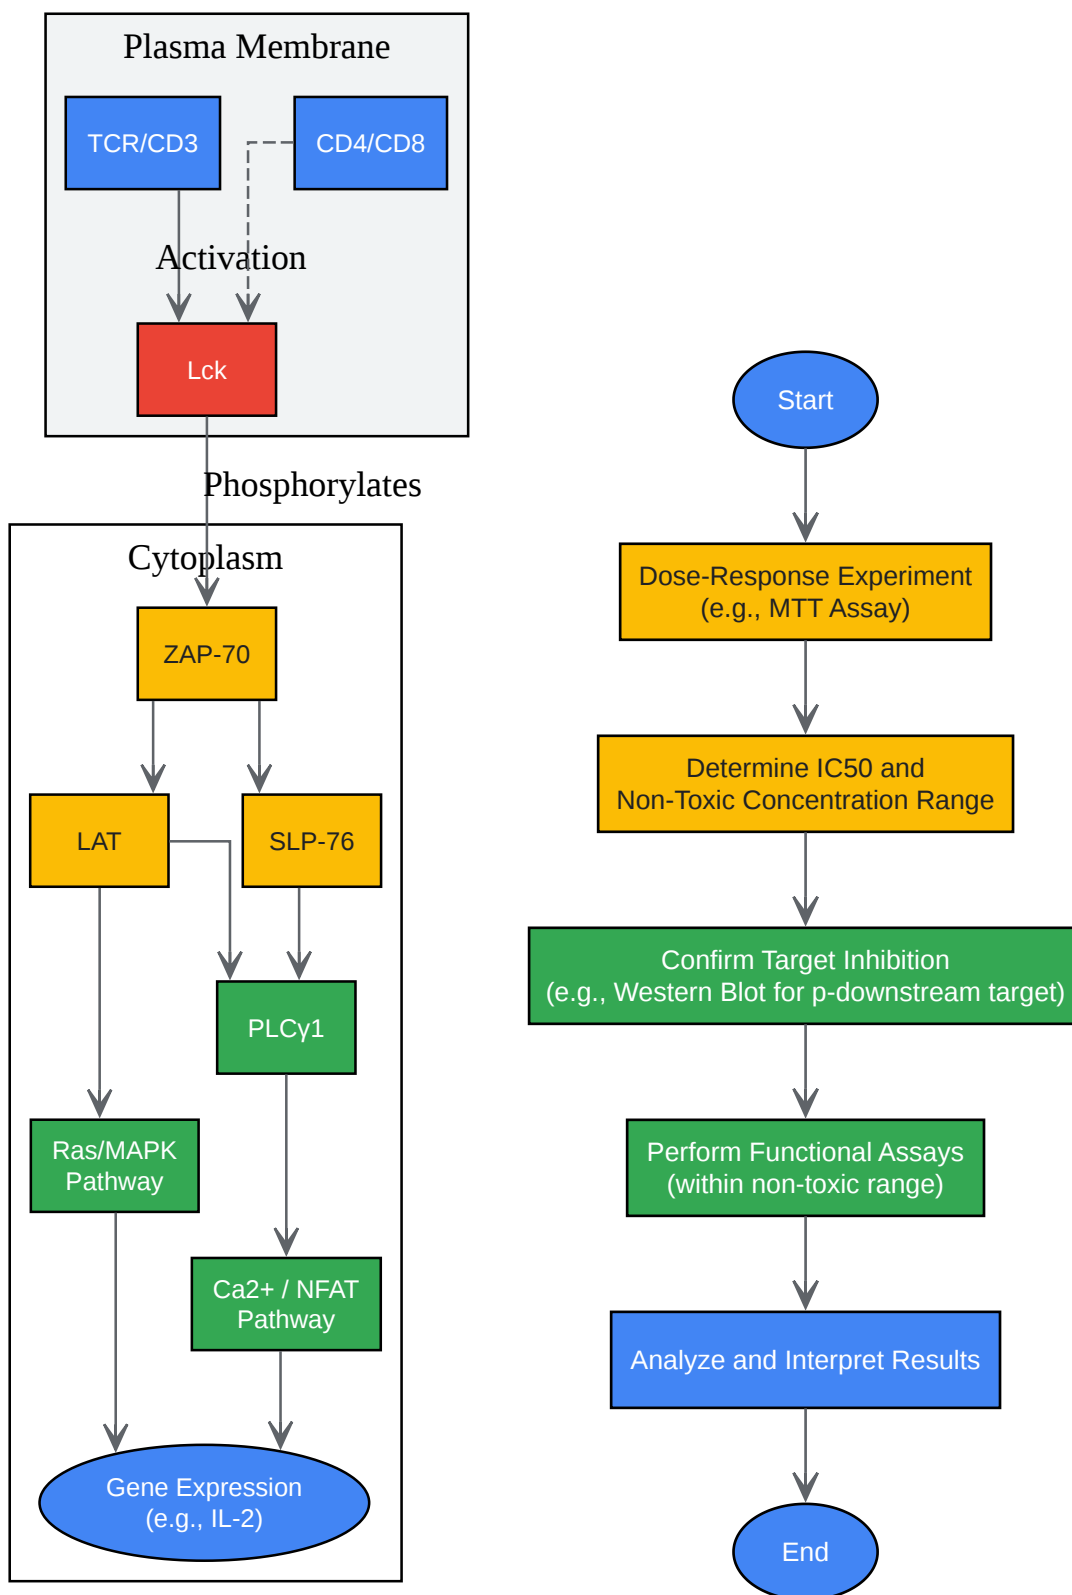 Plasma Membrane
TCR/CD3
CD4/CD8
Activation
Lck
Phosphorylates
Cytoplasm
ZAP-70
LAT
SLP-76
PLCγ1
Ras/MAPK
Pathway
Ca2+ / NFAT
Pathway
Gene Expression
(e.g., IL-2)
Start
Dose-Response Experiment
(e.g., MTT Assay)
Determine IC50 and
Non-Toxic Concentration Range
Confirm Target Inhibition
(e.g., Western Blot for p-downstream target)
Perform Functional Assays
(within non-toxic range)
Analyze and Interpret Results
End